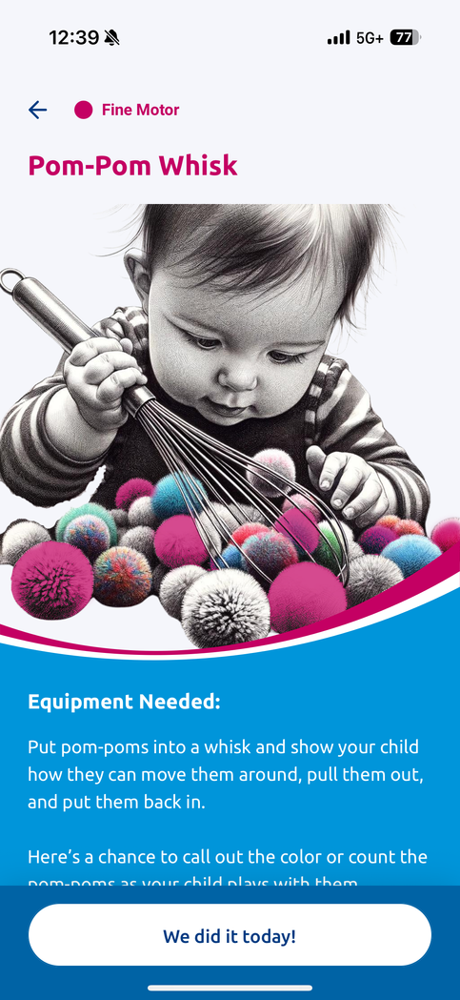 12:39
5G+ 77
Fine Motor
Pom-Pom Whisk
Equipment Needed:
Put pom-poms into a whisk and show your child
how they can move them around, pull them out,
and put them back in.
Here’s a chance to call out the color or count the
pom-poms as your child plays with them
We did it today!